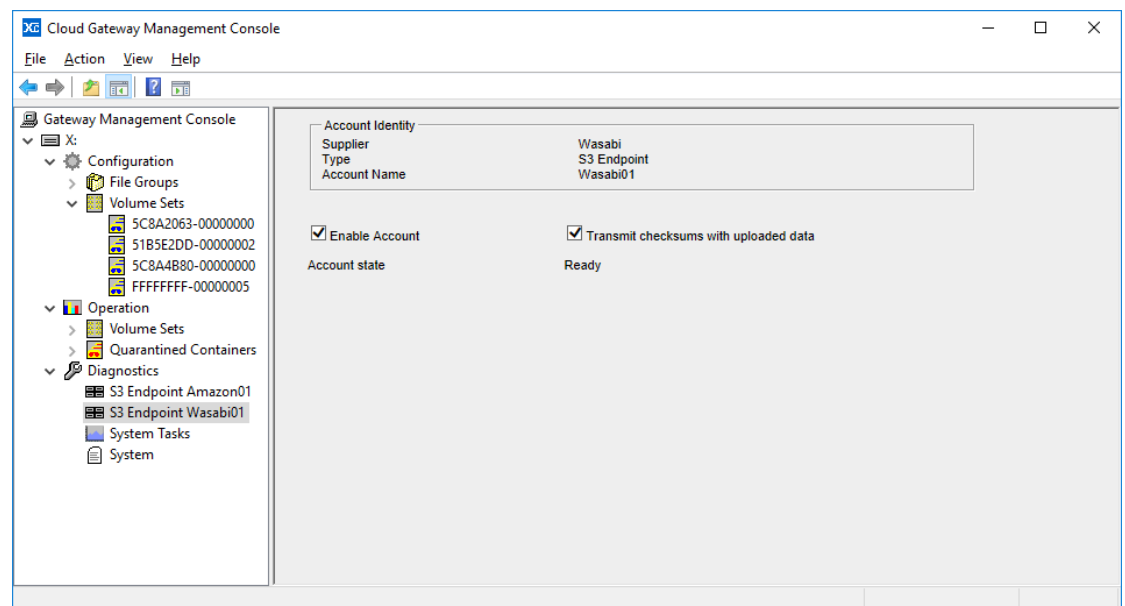 Cloud Gateway Management Console
File Action View Help
Gateway Management Console
X:
Configuration
File Groups
Volume Sets
5C8A2063-00000000
51B5E2DD-00000002
5C8A4B80-00000000
FFFFFFFF-00000005
Operation
Volume Sets
Quarantined Containers
Diagnostics
S3 Endpoint Amazon01
S3 Endpoint Wasabi01
System Tasks
System
Account Identity
Supplier Wasabi
Type S3 Endpoint
Account Name Wasabi01
Enable Account Transmit checksums with uploaded data
Account state Ready